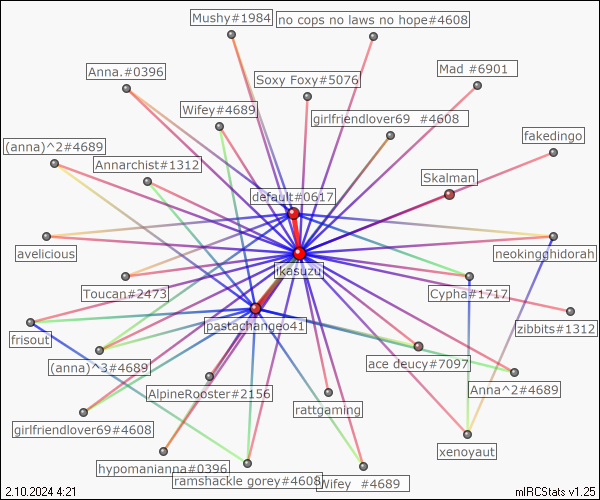 Mushy#1984
no cops no laws no hope#4608
Anna.#0396
Soxy Foxy#5076
Mad #6901
Wifey#4689
girlfriendlover69 #4608
fakedingo
(anna)^2#4689
Annarchist#1312
Skalman
default#0617
avelicious
neokingghidorah
ikasuzu
Toucan#2473
Cypha#1717
zibbits#1312
pastachangeo41
frisout
(anna)^3#4689
ace deucy#7097
Anna^2#4689
AlpineRooster#2156
rattgaming
girlfriendlover69#4608
xenoyaut
hypomanianna#0396
ramshackle gorey#4608
Wifey #4689
2.10.2024 4:21
mIRCStats v1.25